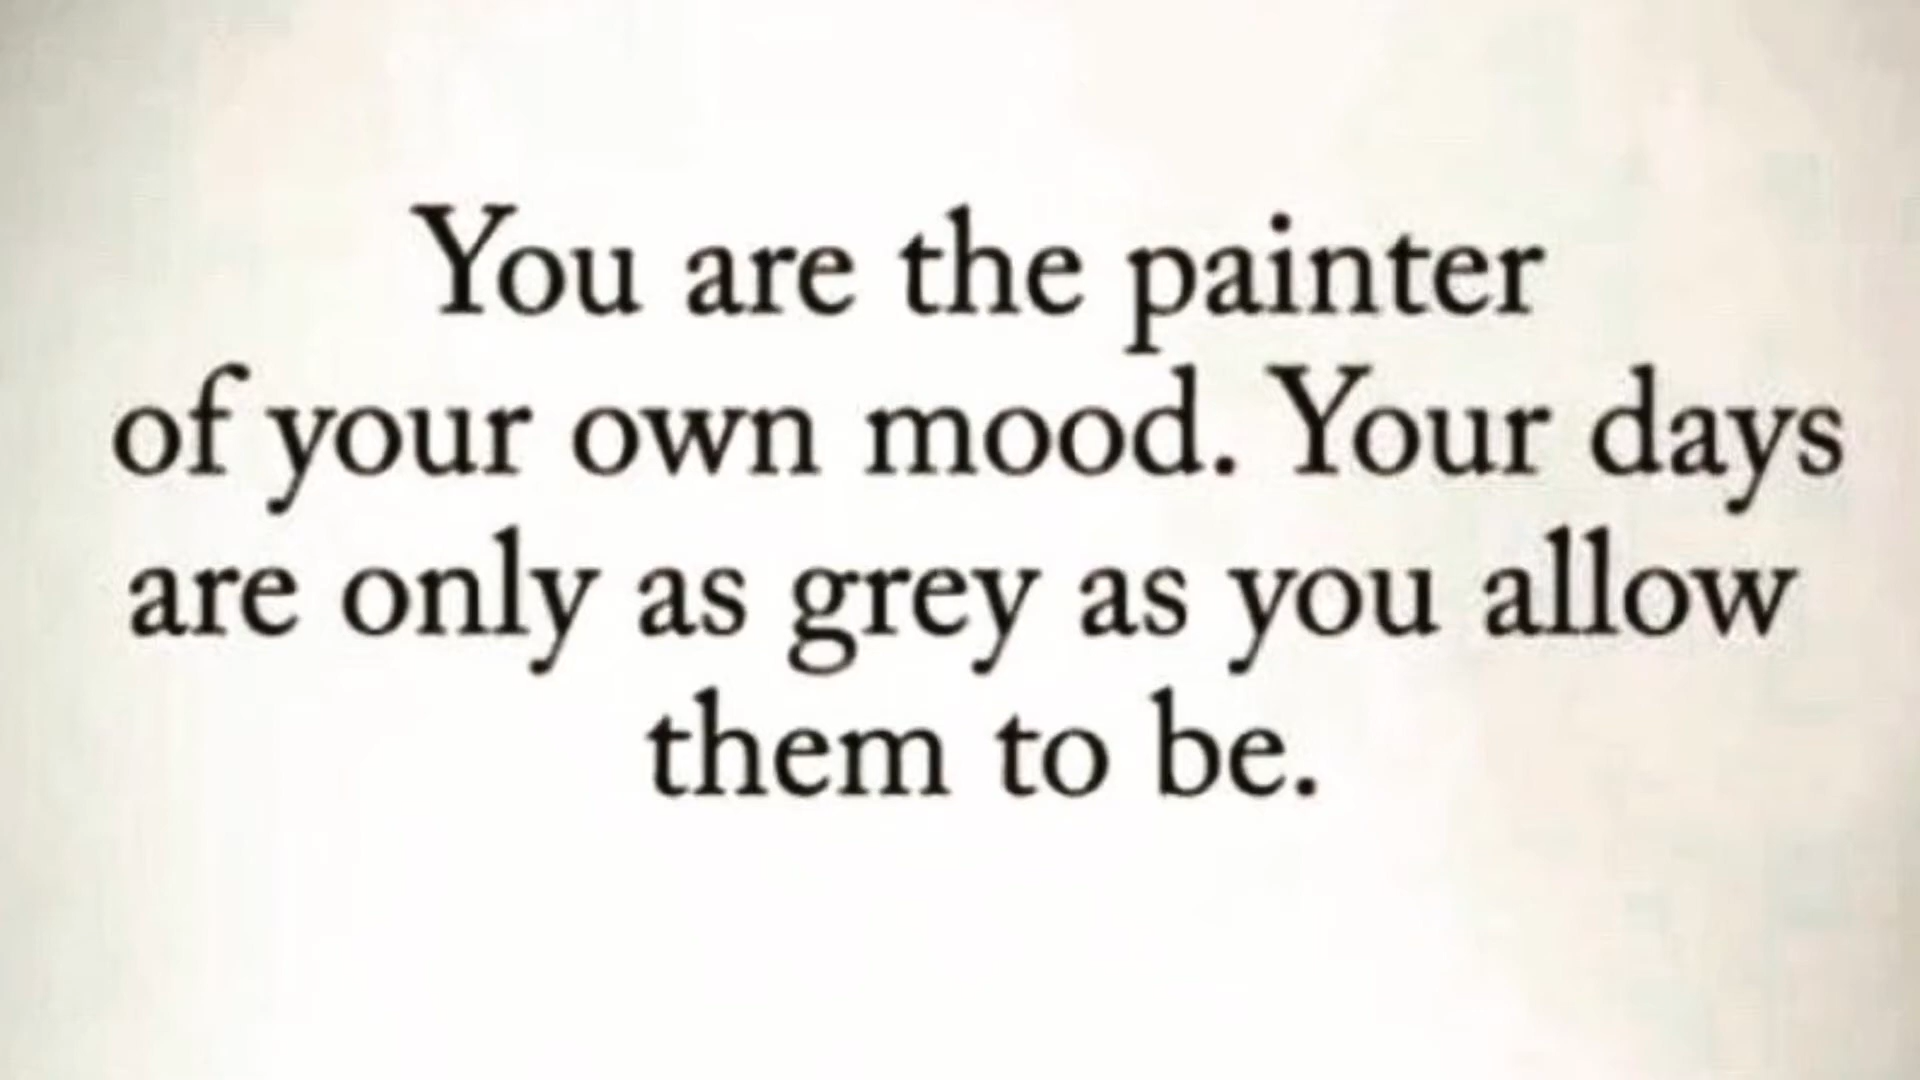 You are the painter
of your own mood. Your days
are only as grey as you allow
them to be.